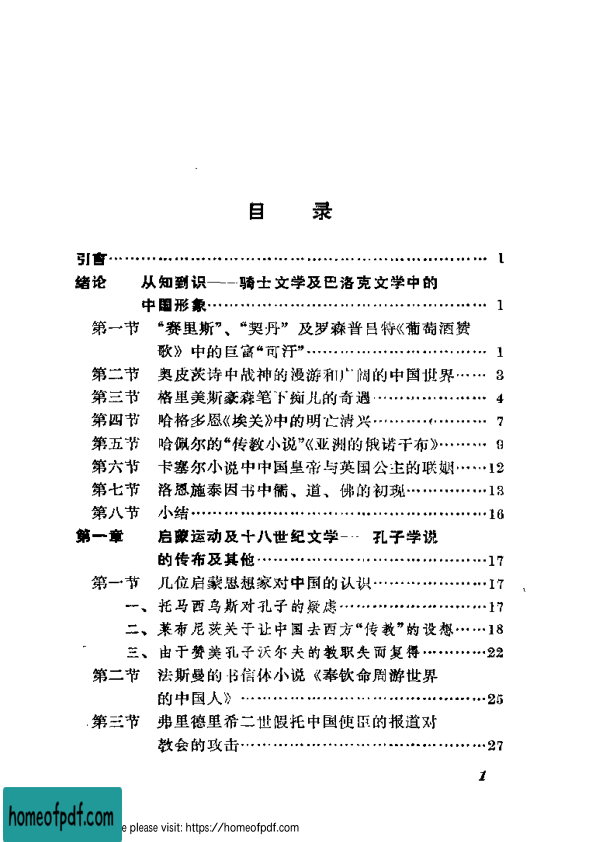 目 录
引言……………………………………………… 1
绪论 从知到识——骑士文学及巴洛克文学中的
中国形象……………………………………… 1
第一节 “赛里斯”、“契丹”及罗森普吕特《葡萄酒赞
歌》中的巨富“可汗”……………………… 1
第二节 奥皮茨诗中战神的漫游和广阔的中国世界…… 3
第三节 格里美斯豪森笔下痴儿的奇遇……………… 4
第四节 哈格多恩《埃关》中的明亡清兴……………… 7
第五节 哈佩尔的“传教小说”《亚洲的俄诺干布》……… 9
第六节 卡塞尔小说中中国皇帝与英国公主的联姻……12
第七节 洛恩施泰因书中儒、道、佛的初现……………13
第八节 小结……………………………………………16
第一章 启蒙运动及十八世纪文学—— 孔子学说
的传布及其他…………………………………17
第一节 几位启蒙思想家对中国的认识………………17
一、托马西乌斯对孔子的疑虑……………………17
二、莱布尼茨关于让中国去西方“传教”的设想……18
三、由于赞美孔子沃尔夫的教职失而复得…………22
第二节 法斯曼的书信体小说《奉钦命周游世界
的中国人》……………………………………25
第三节 弗里德里希二世假托中国使臣的报道对
教会的攻击……………………………………27
1
homeofpdf.com
e please visit: https://homeofpdf.com